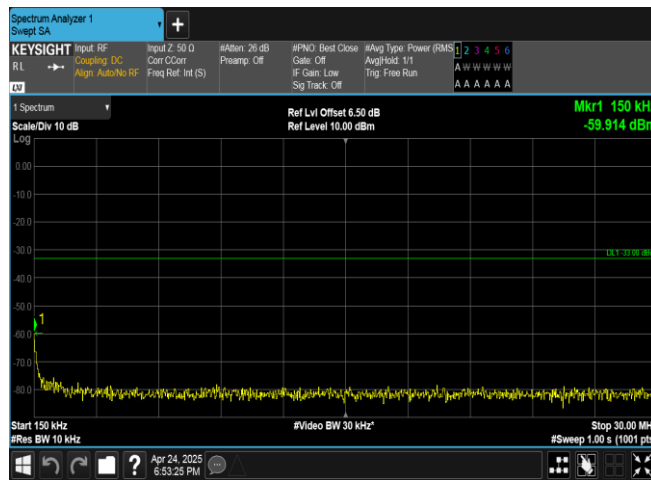 Spectrum Analyzer 1
Swept SA
+
KEYSIGHT
RL
LXI
Input: RF
Coupling: DC
Align: Auto/No RF
Input Z: 50 Ω
Corr CCorr
Freq Ref: Int (S)
#Atten: 26 dB
Preamp: Off
#PNO: Best Close
Gate: Off
IF Gain: Low
Sig Track: Off
#Avg Type: Power (RMS
Avg|Hold: 1/1
Trig: Free Run
1 2 3 4 5 6
A W W W W W
A A A A A A
1 Spectrum
Scale/Div 10 dB
Log
Ref Lvl Offset 6.50 dB
Ref Level 10.00 dBm
Mkr1 150 kH
-59.914 dBm
0.00
-10.0
-20.0
-30.0
DL1 -33.00 dB
-40.0
-50.0
1
-60.0
-70.0
-80.0
Start 150 kHz
#Res BW 10 kHz
#Video BW 30 kHz*
Stop 30.00 MH
#Sweep 1.00 s (1001 pts
?
Apr 24, 2025
6:53:25 PM